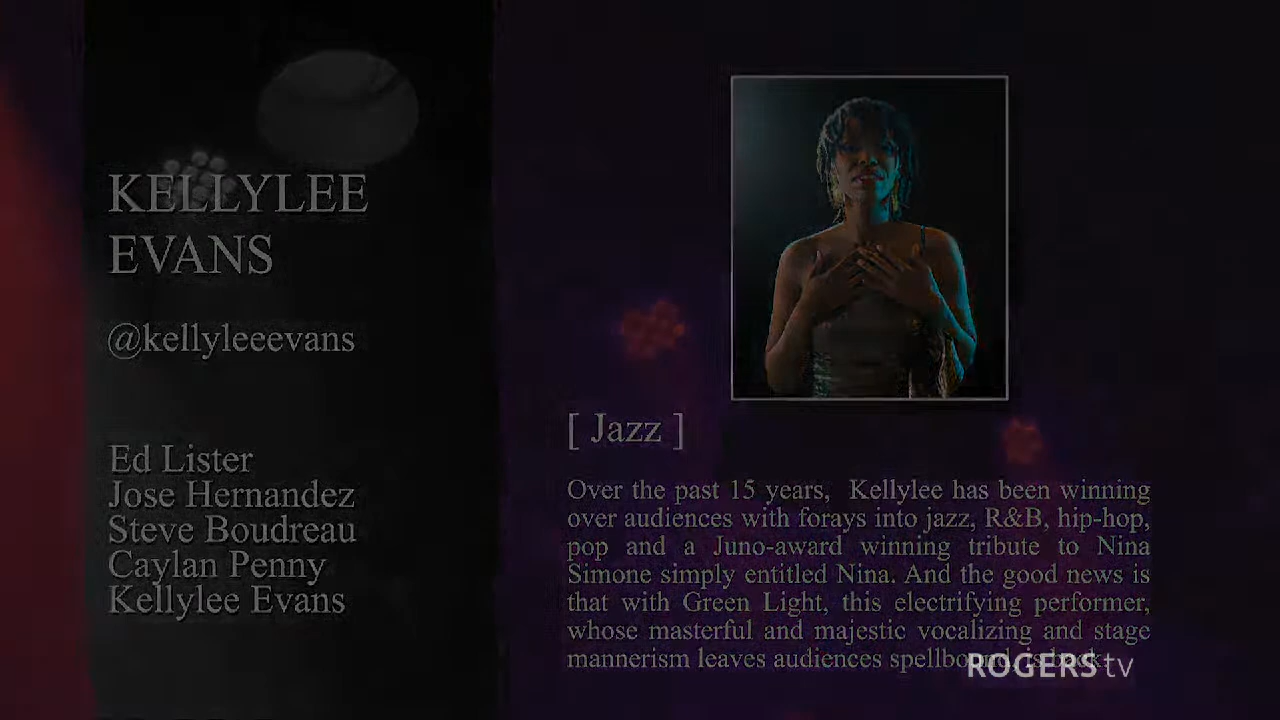 KELLYLEE
EVANS
@kellyleeevans
Ed Lister
Jose Hernandez
Steve Boudreau
Caylan Penny
Kellylee Evans
[ Jazz ]
Over the past 15 years, Kellylee has been winning
over audiences with forays into jazz, R&B, hip-hop,
pop and a Juno-award winning tribute to Nina
Simone simply entitled Nina. And the good news is
that with Green Light, this electrifying performer,
whose masterful and majestic vocalizing and stage
mannerism leaves audiences spellbound, is back.
ROGERS tv